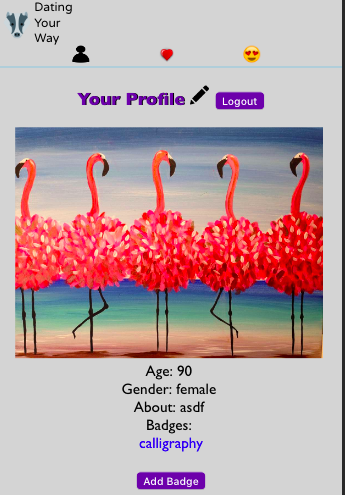 Dating
Your
Way
Your Profile Logout
Age: 90
Gender: female
About: asdf
Badges:
calligraphy
Add Badge